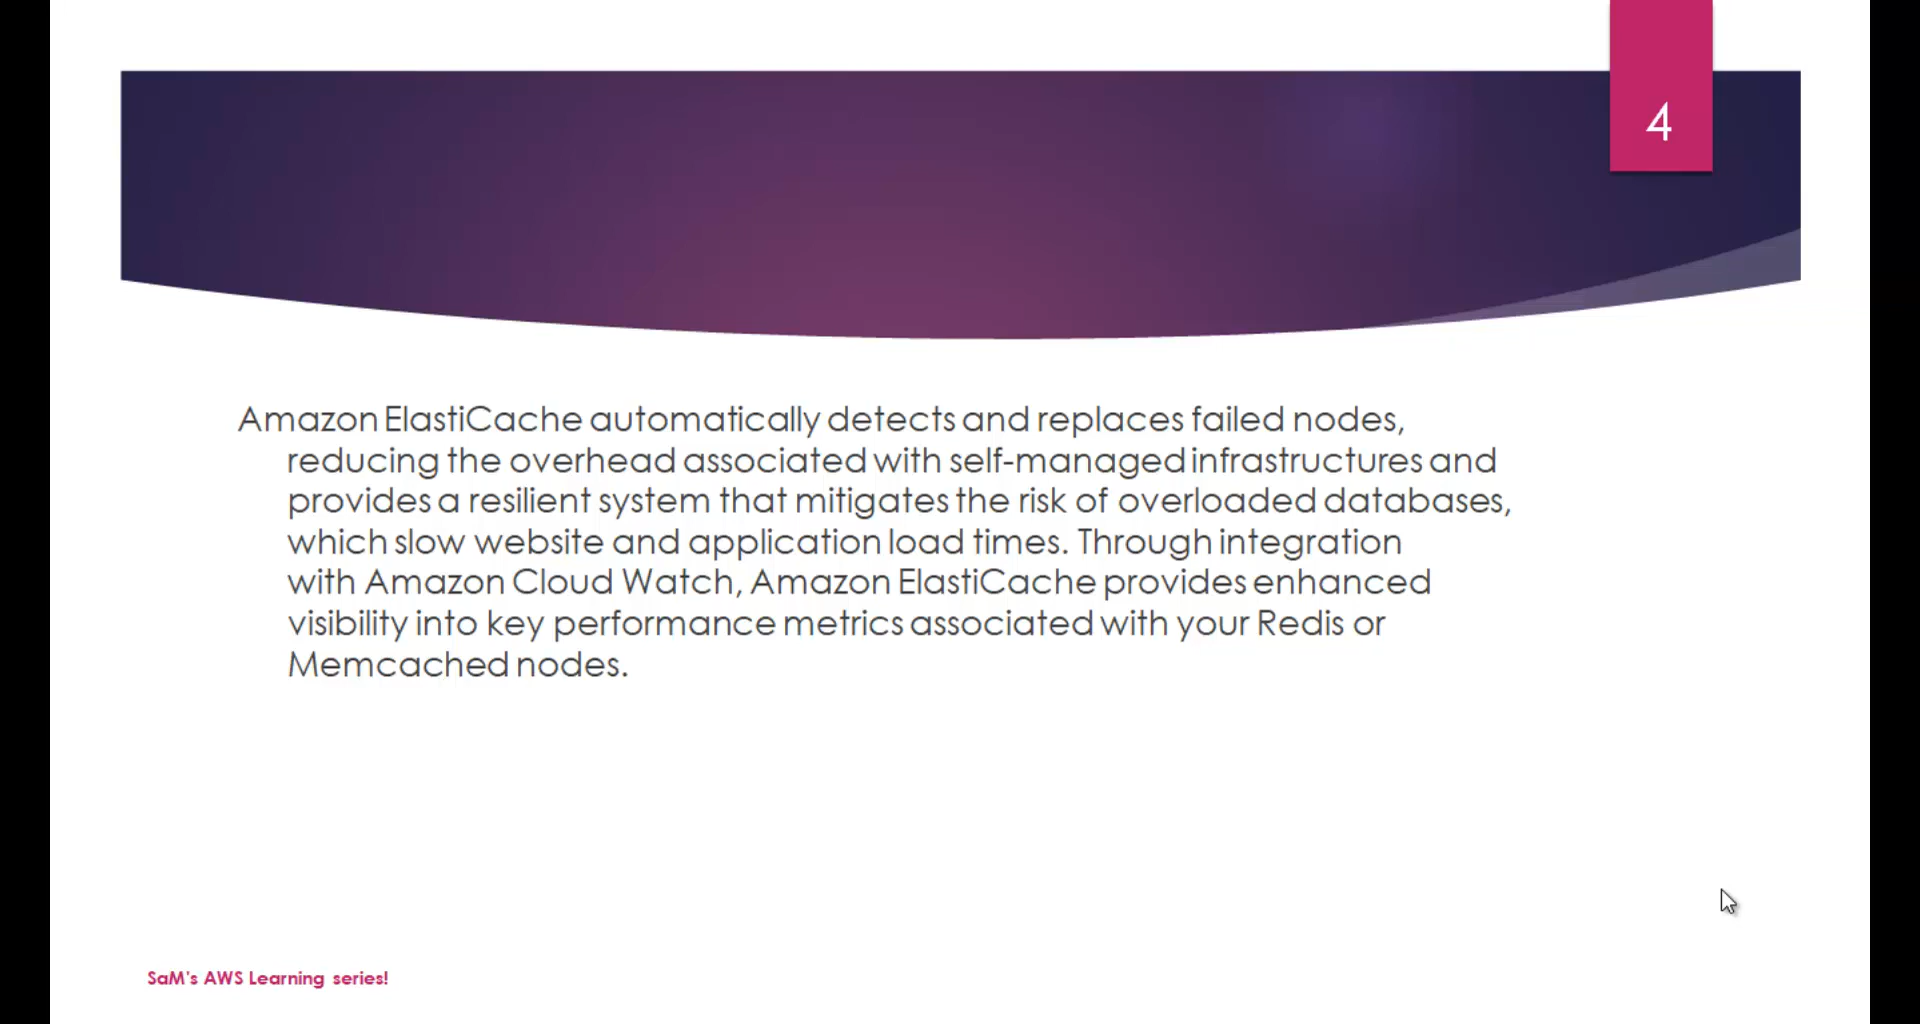 4
Amazon ElastiCache automatically detects and replaces failed nodes,
reducing the overhead associated with self-managed infrastructures and
provides a resilient system that mitigates the risk of overloaded databases,
which slow website and application load times. Through integration
with Amazon Cloud Watch, Amazon ElastiCache provides enhanced
visibility into key performance metrics associated with your Redis or
Memcached nodes.
SaM's AWS Learning series!